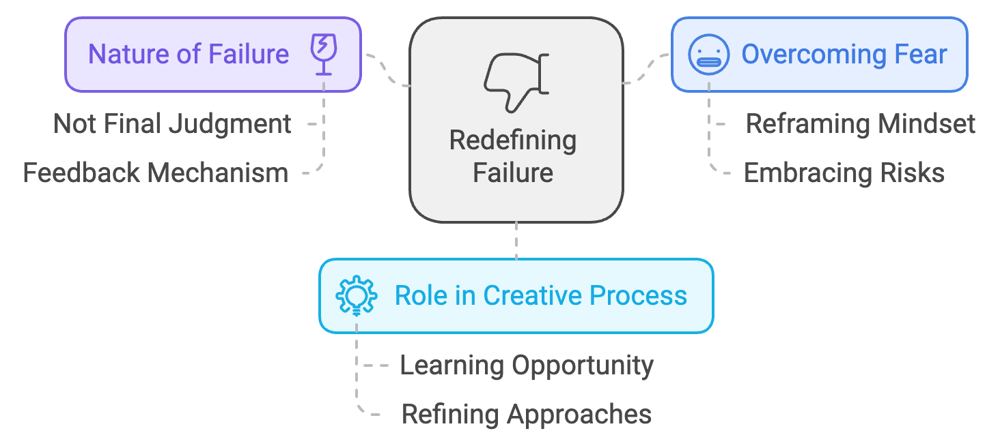 Nature of Failure
Not Final Judgment
Feedback Mechanism
Redefining
Failure
Overcoming Fear
Reframing Mindset
Embracing Risks
Role in Creative Process
Learning Opportunity
Refining Approaches